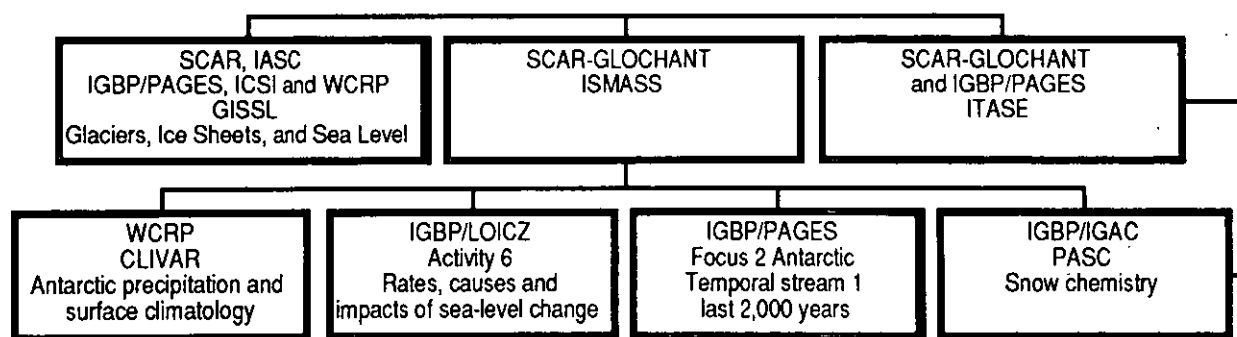 SCAR, IASC
IGBP/PAGES, ICSI and WCRP
GISSL
Glaciers, Ice Sheets, and Sea Level
SCAR-GLOCHANT
ISMASS
SCAR-GLOCHANT
and IGBP/PAGES
ITASE
WCRP
CLIVAR
Antarctic precipitation and
surface climatology
IGBP/LOICZ
Activity 6
Rates, causes and
impacts of sea-level change
IGBP/PAGES
Focus 2 Antarctic
Temporal stream 1
last 2,000 years
IGBP/IGAC
PASC
Snow chemistry